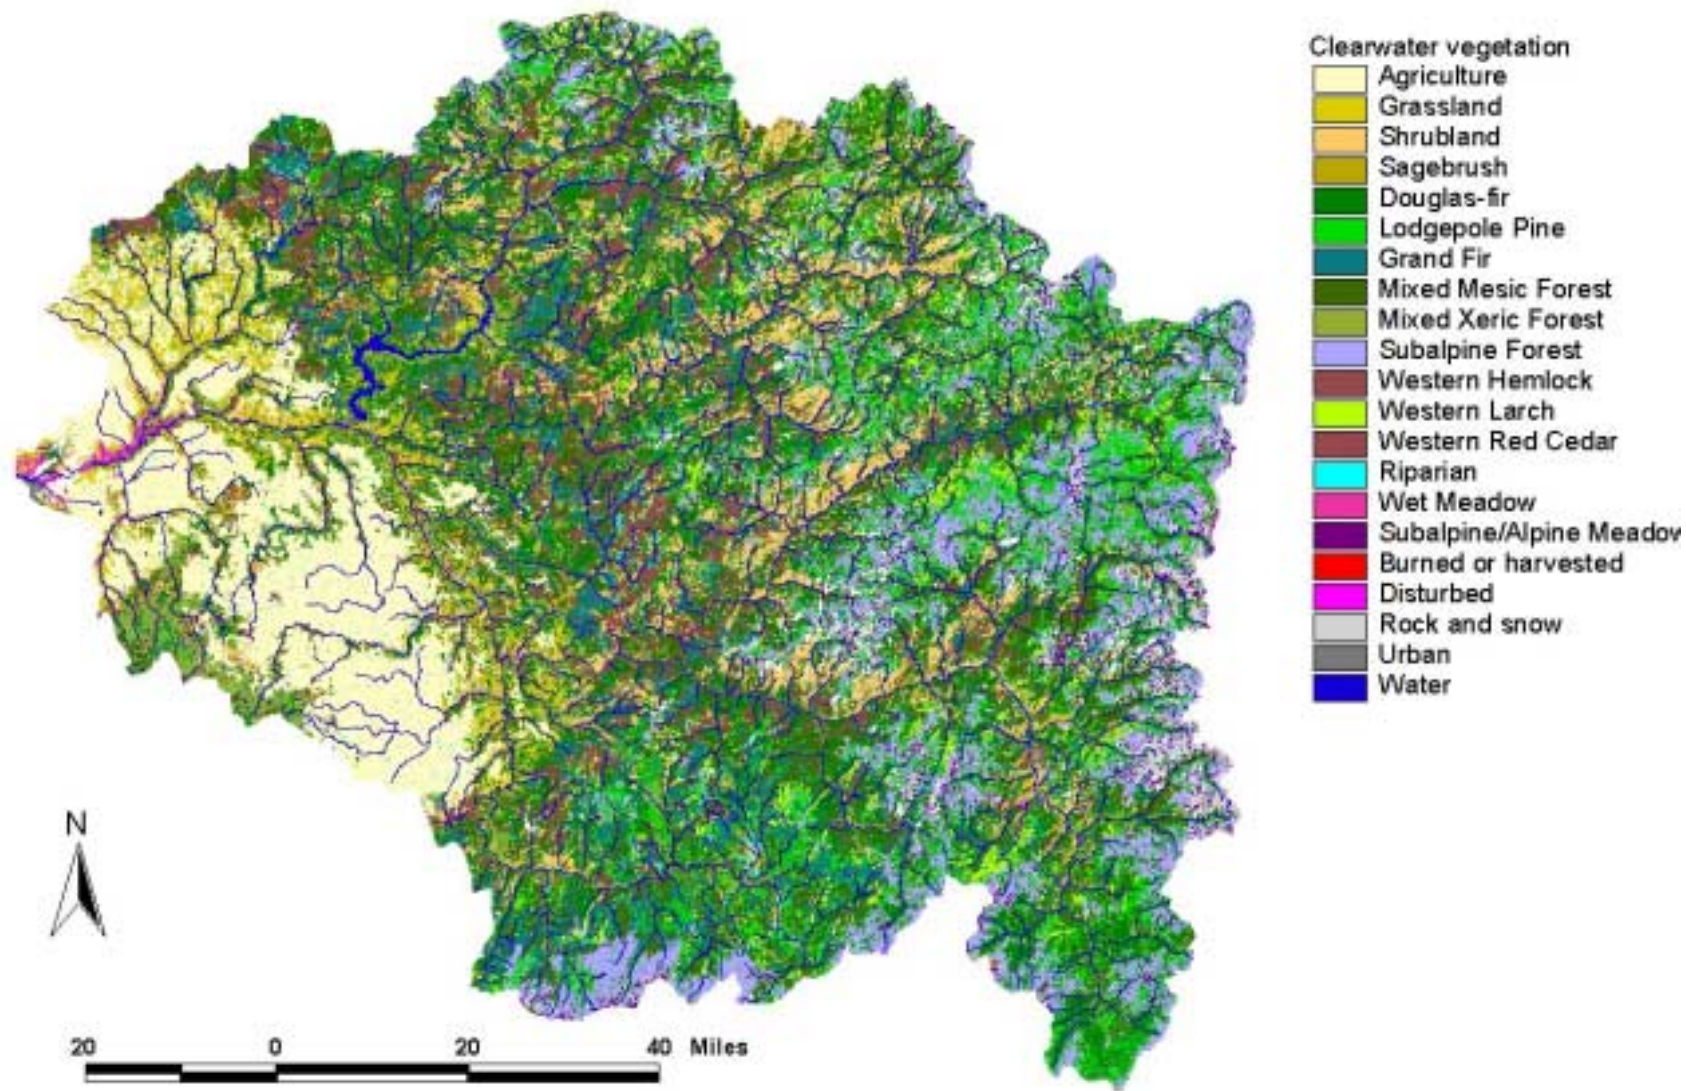 Clearwater vegetation
Agriculture
Grassland
Shrubland
Sagebrush
Douglas-fir
Lodgepole Pine
Grand Fir
Mixed Mesic Forest
Mixed Xeric Forest
Subalpine Forest
Western Hemlock
Western Larch
Western Red Cedar
Riparian
Wet Meadow
Subalpine/Alpine Meadow
Burned or harvested
Disturbed
Rock and snow
Urban
Water
N
20 0 20 40 Miles